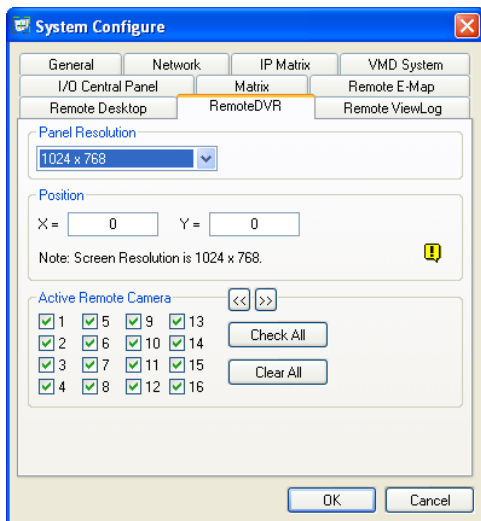 System Configure
General Network IP Matrix VMD System
I/O Central Panel Matrix Remote E-Map
Remote Desktop RemoteDVR Remote ViewLog
Panel Resolution
1024 x 768
Position
X = 0 Y = 0
Note: Screen Resolution is 1024 x 768.
Active Remote Camera << >>
1 5 9 13
2 6 10 14
3 7 11 15
4 8 12 16
Check All
Clear All
OK Cancel